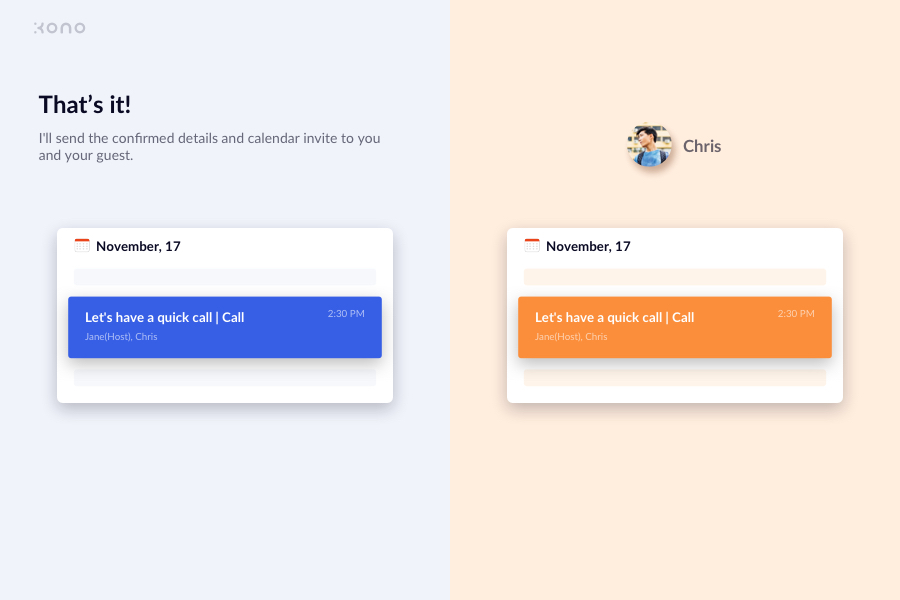 kono
That's it!
I'll send the confirmed details and calendar invite to you
and your guest.
November, 17
Let's have a quick call | Call
2:30 PM
Jane(Host), Chris
Chris
November, 17
Let's have a quick call | Call
2:30 PM
Jane(Host), Chris